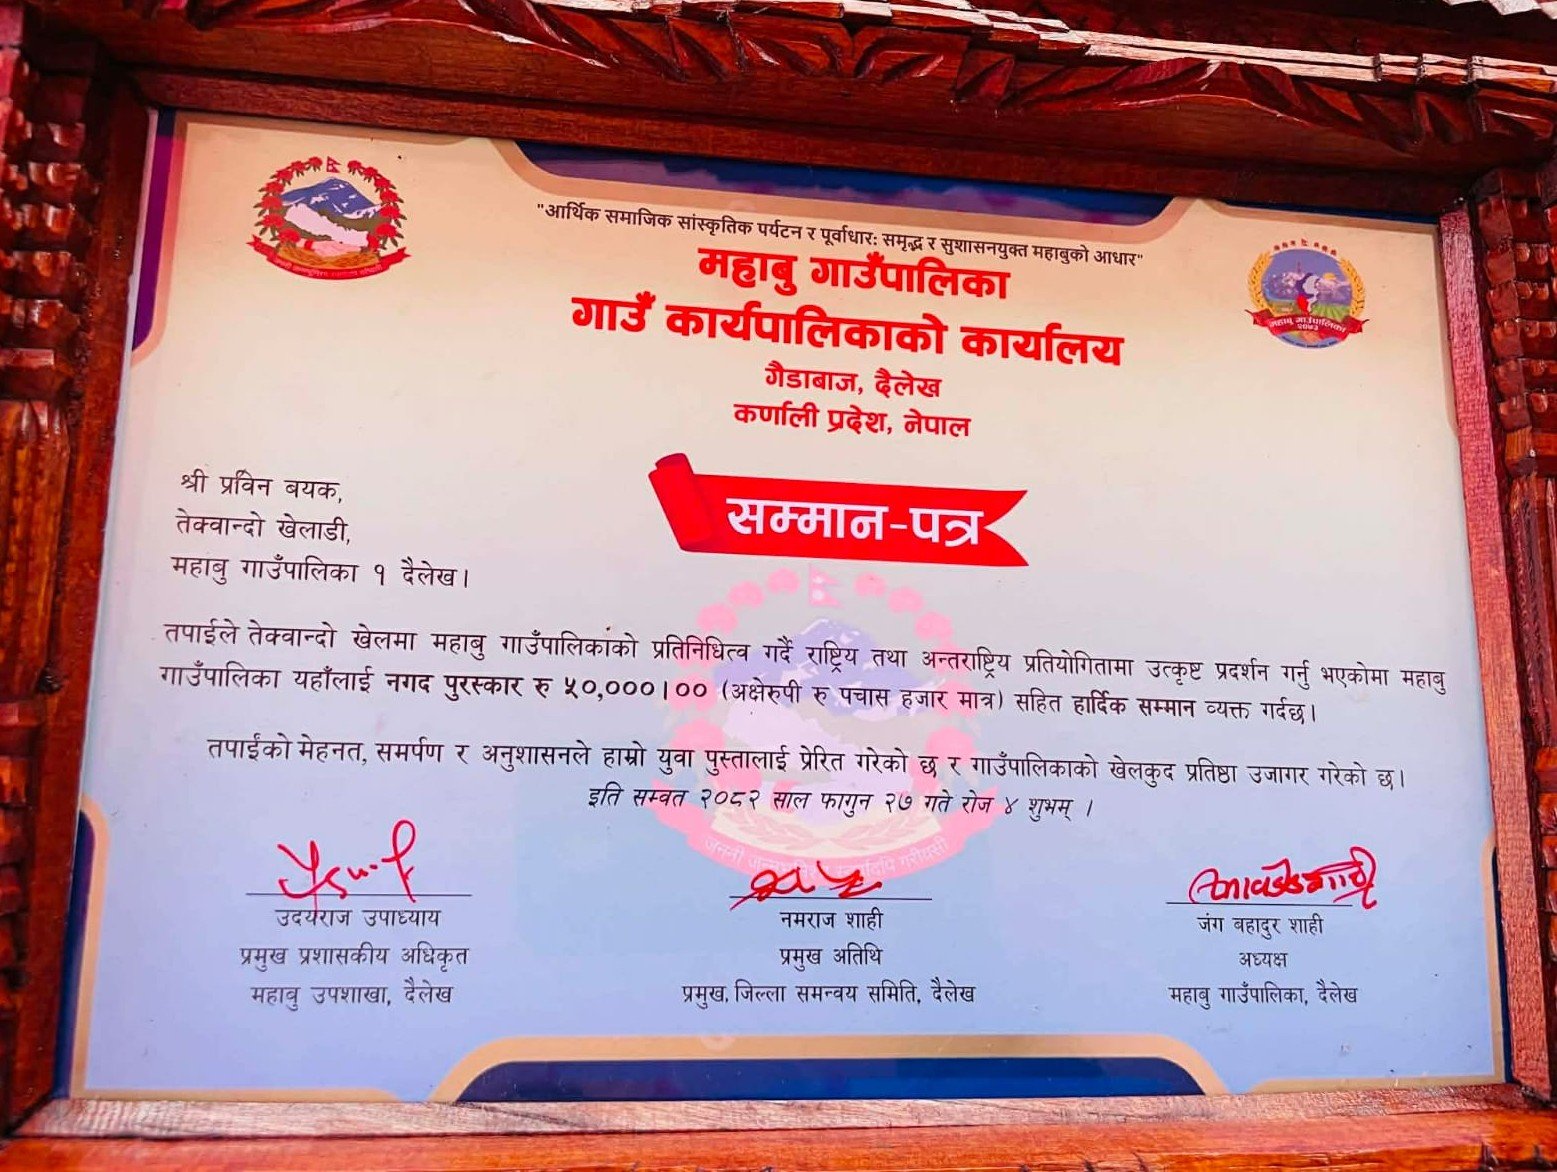 "आर्थिक समाजिक सांस्कृतिक पर्यटन र पूर्वाधार: समृद्ध र सुशासनयुक्त महाबुको आधार"
महाबु गाउँपालिका
गाउँ कार्यपालिकाको कार्यालय
गैडाबाज, दैलेख
कर्णाली प्रदेश, नेपाल
महाबु गाउँपालिका
२०७३
श्री प्रविन बयक,
तेक्वान्दो खेलाडी,
महाबु गाउँपालिका १ दैलेख।
सम्मान-पत्र
तपाईले तेक्वान्दो खेलमा महाबु गाउँपालिकाको प्रतिनिधित्व गर्दै राष्ट्रिय तथा अन्तराष्ट्रिय प्रतियोगितामा उत्कृष्ट प्रदर्शन गर्नु भएकोमा महाबु
गाउँपालिका यहाँलाई नगद पुरस्कार रु ५०,०००।०० (अक्षेरुपी रु पचास हजार मात्र) सहित हार्दिक सम्मान व्यक्त गर्दछ।
तपाईंको मेहनत, समर्पण र अनुशासनले हाम्रो युवा पुस्तालाई प्रेरित गरेको छ र गाउँपालिकाको खेलकुद प्रतिष्ठा उजागर गरेको छ।
इति सम्वत २०८२ साल फागुन २७ गते रोज ४ शुभम् ।
उदयराज उपाध्याय
प्रमुख प्रशासकीय अधिकृत
महाबु उपशाखा, दैलेख
नमराज शाही
प्रमुख अतिथि
प्रमुख, जिल्ला समन्वय समिति, दैलेख
जंग बहादुर शाही
अध्यक्ष
महाबु गाउँपालिका, दैलेख